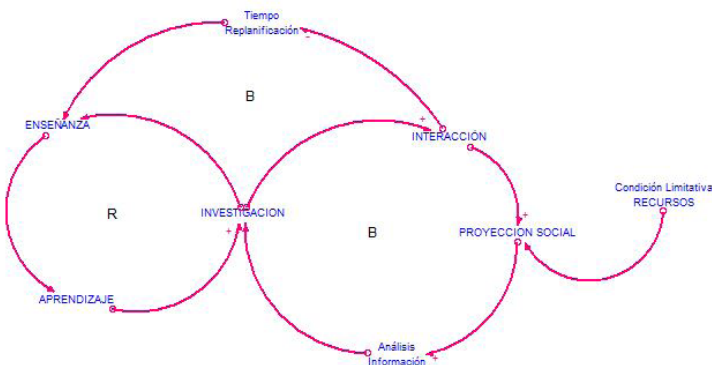 Tiempo
Replanificación
-
B
ENSEÑANZA
+
INTERACCIÓN
Condición Limitativa
RECURSOS
R
INVESTIGACION
+
+
B
PROYECCION SOCIAL
APRENDIZAJE
Análisis
Información
+